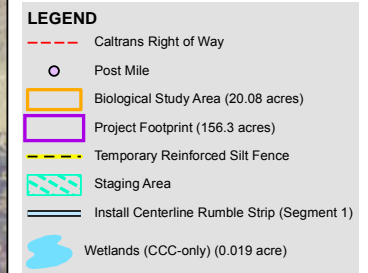 LEGEND
Caltrans Right of Way
Post Mile
Biological Study Area (20.08 acres)
Project Footprint (156.3 acres)
Temporary Reinforced Silt Fence
Staging Area
Install Centerline Rumble Strip (Segment 1)
Wetlands (CCC-only) (0.019 acre)